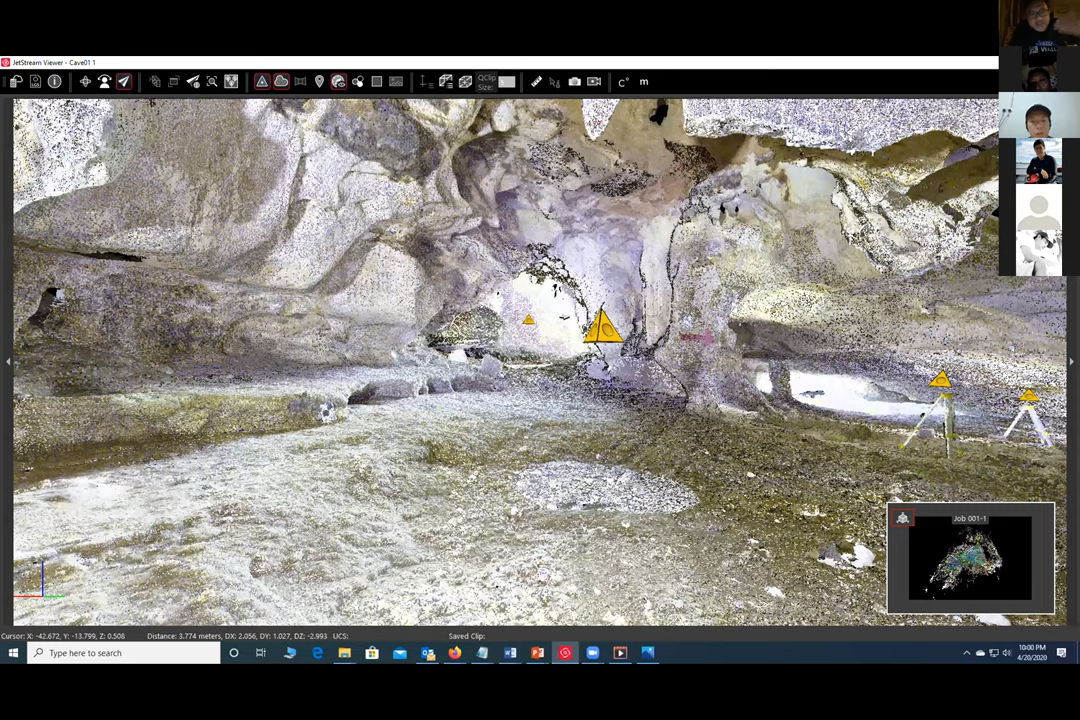 JetStream Viewer - Cave01 1
QClip
Size:
c° m
Job 001-1
Cursor: X: -42.672, Y: -13.799, Z: 0.508 Distance: 3.774 meters, DX: 2.056, DY: 1.027, DZ: -2.993 UCS: Saved Clip:
Type here to search
10:00 PM
4/20/2020